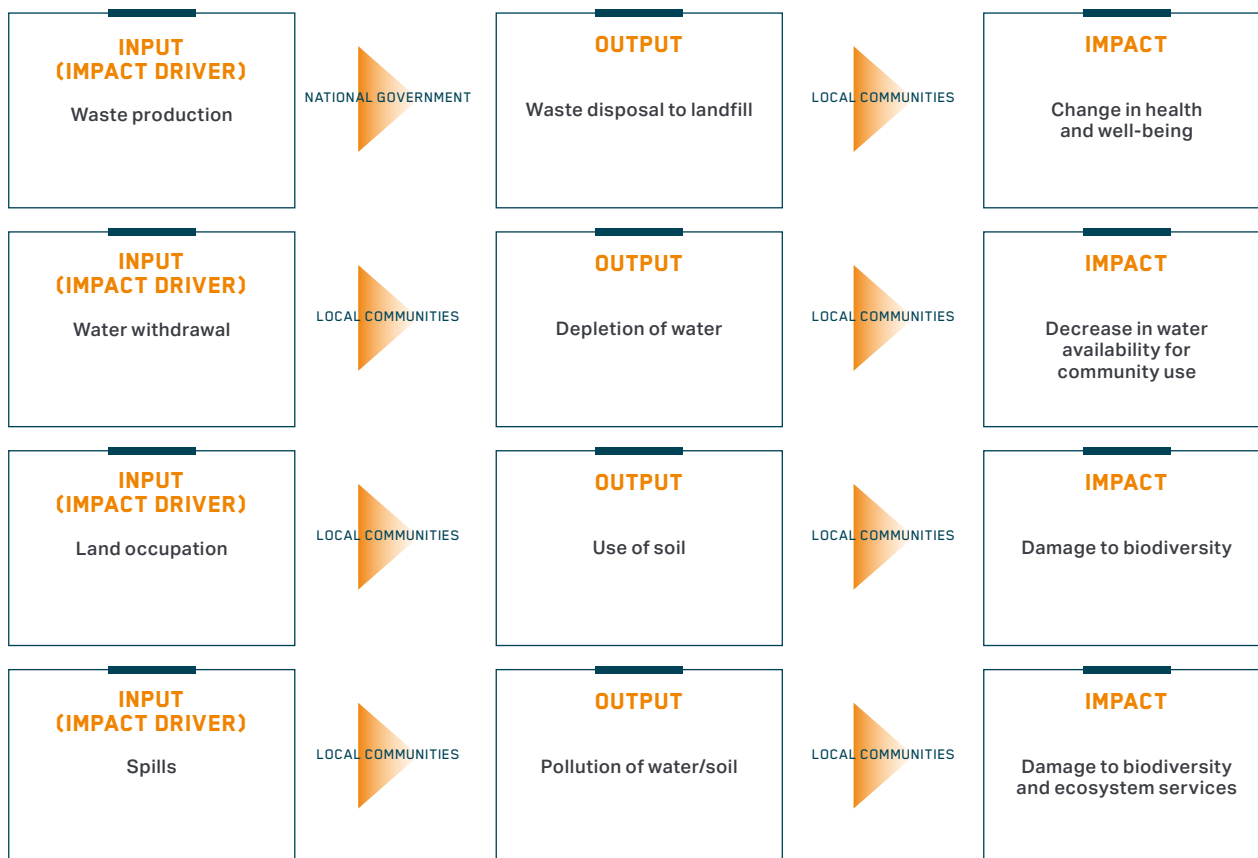 INPUT
(IMPACT DRIVER)
Waste production
NATIONAL GOVERNMENT
OUTPUT
Waste disposal to landfill
LOCAL COMMUNITIES
IMPACT
Change in health
and well-being
INPUT
(IMPACT DRIVER)
Water withdrawal
LOCAL COMMUNITIES
OUTPUT
Depletion of water
LOCAL COMMUNITIES
IMPACT
Decrease in water
availability for
community use
INPUT
(IMPACT DRIVER)
Land occupation
LOCAL COMMUNITIES
OUTPUT
Use of soil
LOCAL COMMUNITIES
IMPACT
Damage to biodiversity
INPUT
(IMPACT DRIVER)
Spills
LOCAL COMMUNITIES
OUTPUT
Pollution of water/soil
LOCAL COMMUNITIES
IMPACT
Damage to biodiversity
and ecosystem services